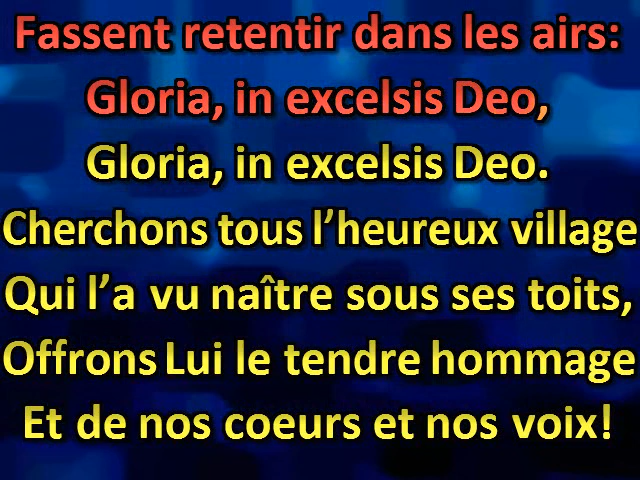 Fassent retentir dans les airs:
Gloria, in excelsis Deo,
Gloria, in excelsis Deo.
Cherchons tous l’heureux village
Qui l’a vu naître sous ses toits,
Offrons Lui le tendre hommage
Et de nos coeurs et nos voix!